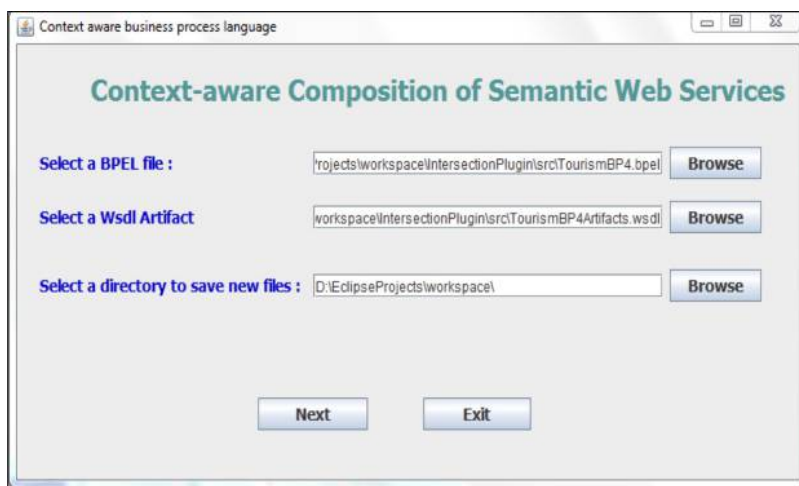 Context aware business process language
Context-aware Composition of Semantic Web Services
Select a BPEL file : rojects\workspace\IntersectionPlugin\src\TourismBP4.bpel Browse
Select a Wsdl Artifact workspace\IntersectionPlugin\src\TourismBP4Artifacts.wsdl Browse
Select a directory to save new files : D:\EclipseProjects\workspace\ Browse
Next Exit